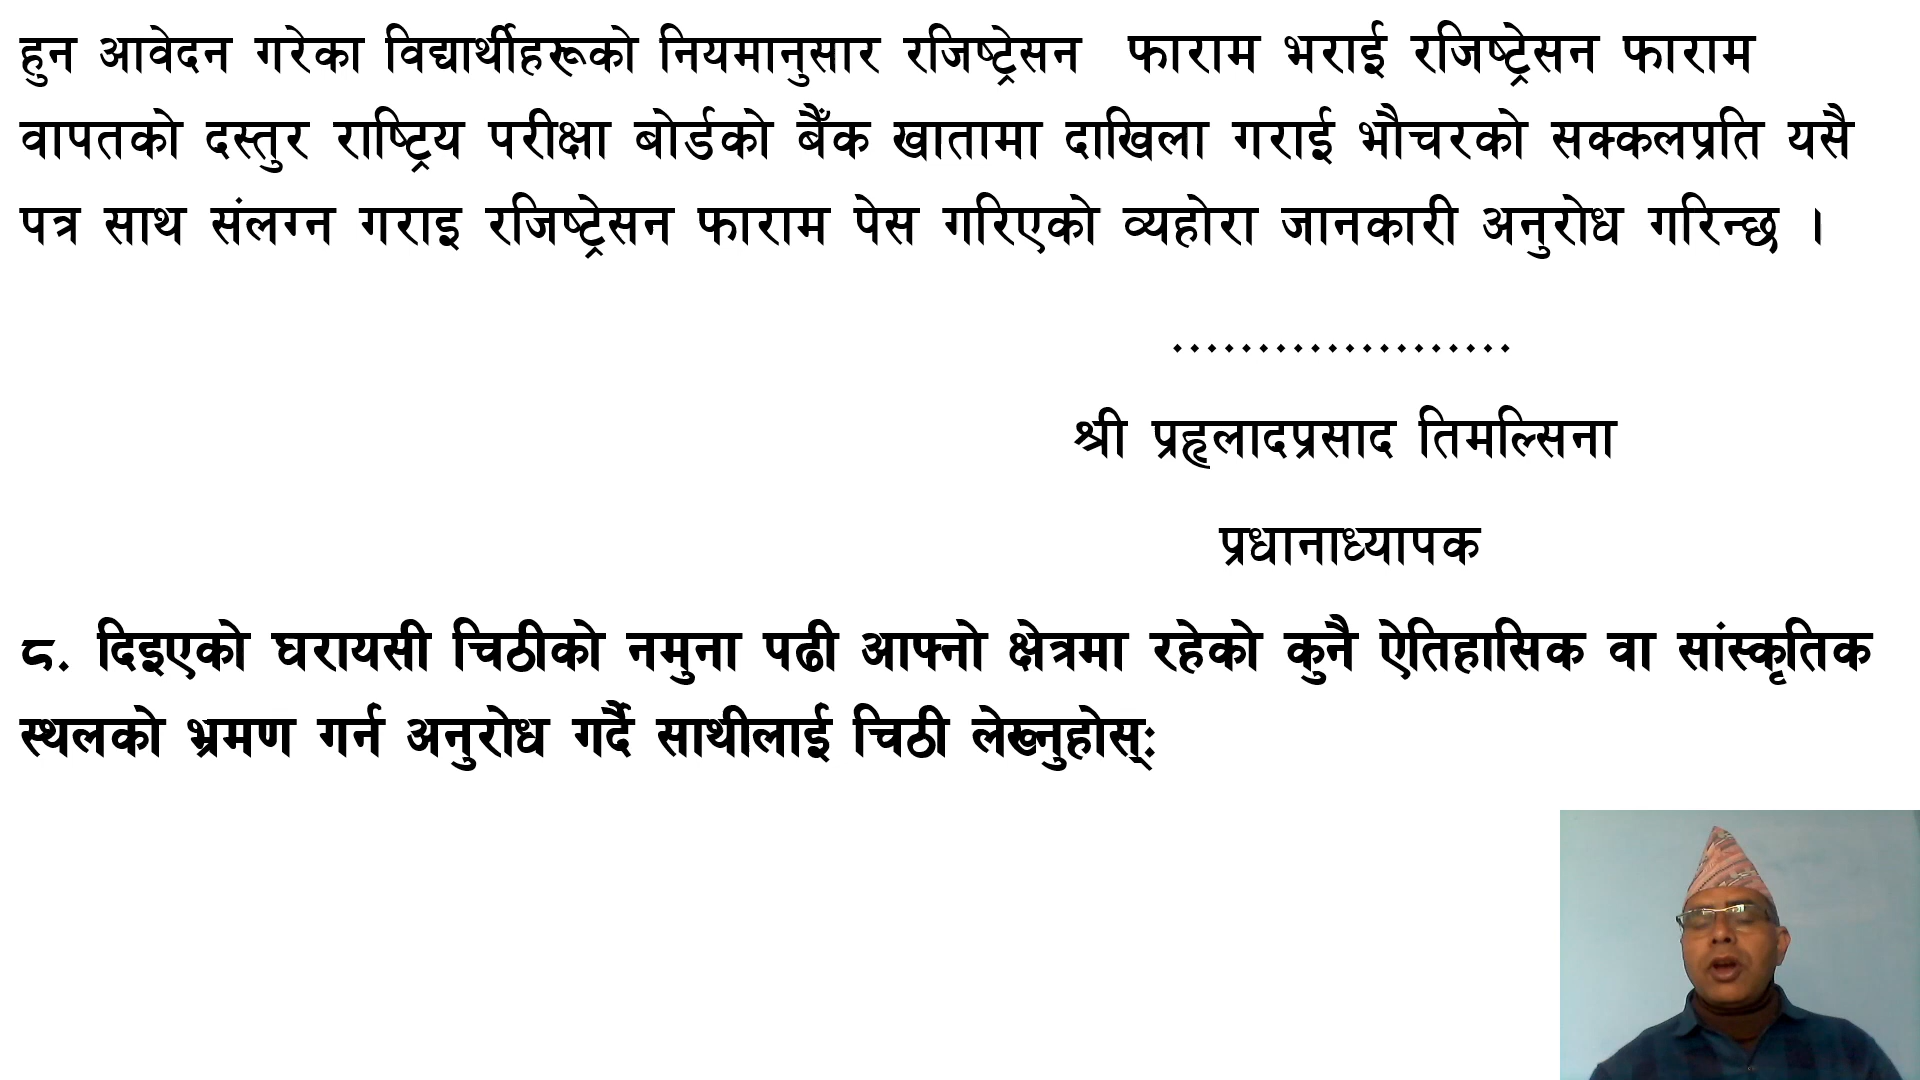 हुन आवेदन गरेका विद्यार्थीहरूको नियमानुसार रजिष्ट्रेसन फाराम भराई रजिष्ट्रेसन फाराम
वापतको दस्तुर राष्ट्रिय परीक्षा बोर्डको बैँक खातामा दाखिला गराई भौचरको सक्कलप्रति यसै
पत्र साथ संलग्न गराइ रजिष्ट्रेसन फाराम पेस गरिएको व्यहोरा जानकारी अनुरोध गरिन्छ ।
....................
श्री प्रहृलादप्रसाद तिमल्सिना
प्रधानाध्यापक
८. दिइएको घरायसी चिठीको नमुना पढी आफ्नो क्षेत्रमा रहेको कुनै ऐतिहासिक वा सांस्कृतिक
स्थलको भ्रमण गर्न अनुरोध गर्दै साथीलाई चिठी लेख्नुहोस्: